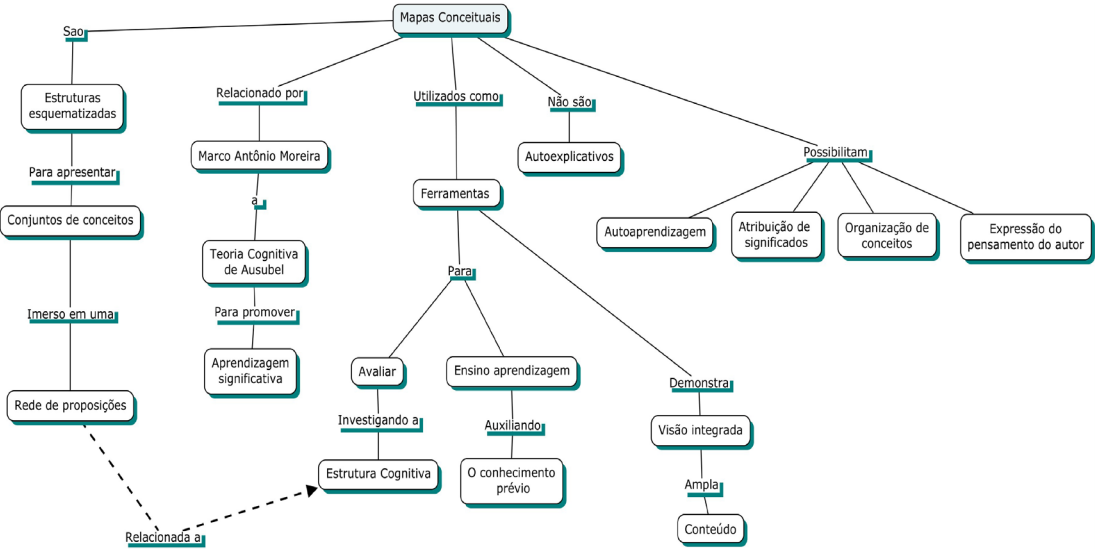 Mapas Conceituais
Sao
Estruturas
esquematizadas
Para apresentar
Conjuntos de conceitos
Imerso em uma
Rede de proposições
Relacionada a
Relacionado por
Marco Antônio Moreira
a
Teoria Cognitiva
de Ausubel
Para promover
Aprendizagem
significativa
Utilizados como
Ferramentas
Para
Avaliar
Investigando a
Estrutura Cognitiva
Ensino aprendizagem
Auxiliando
O conhecimento
prévio
Demonstra
Visão integrada
Ampla
Conteúdo
Não são
Autoexplicativos
Possibilitam
Autoaprendizagem
Atribuição de
significados
Organização de
conceitos
Expressão do
pensamento do autor